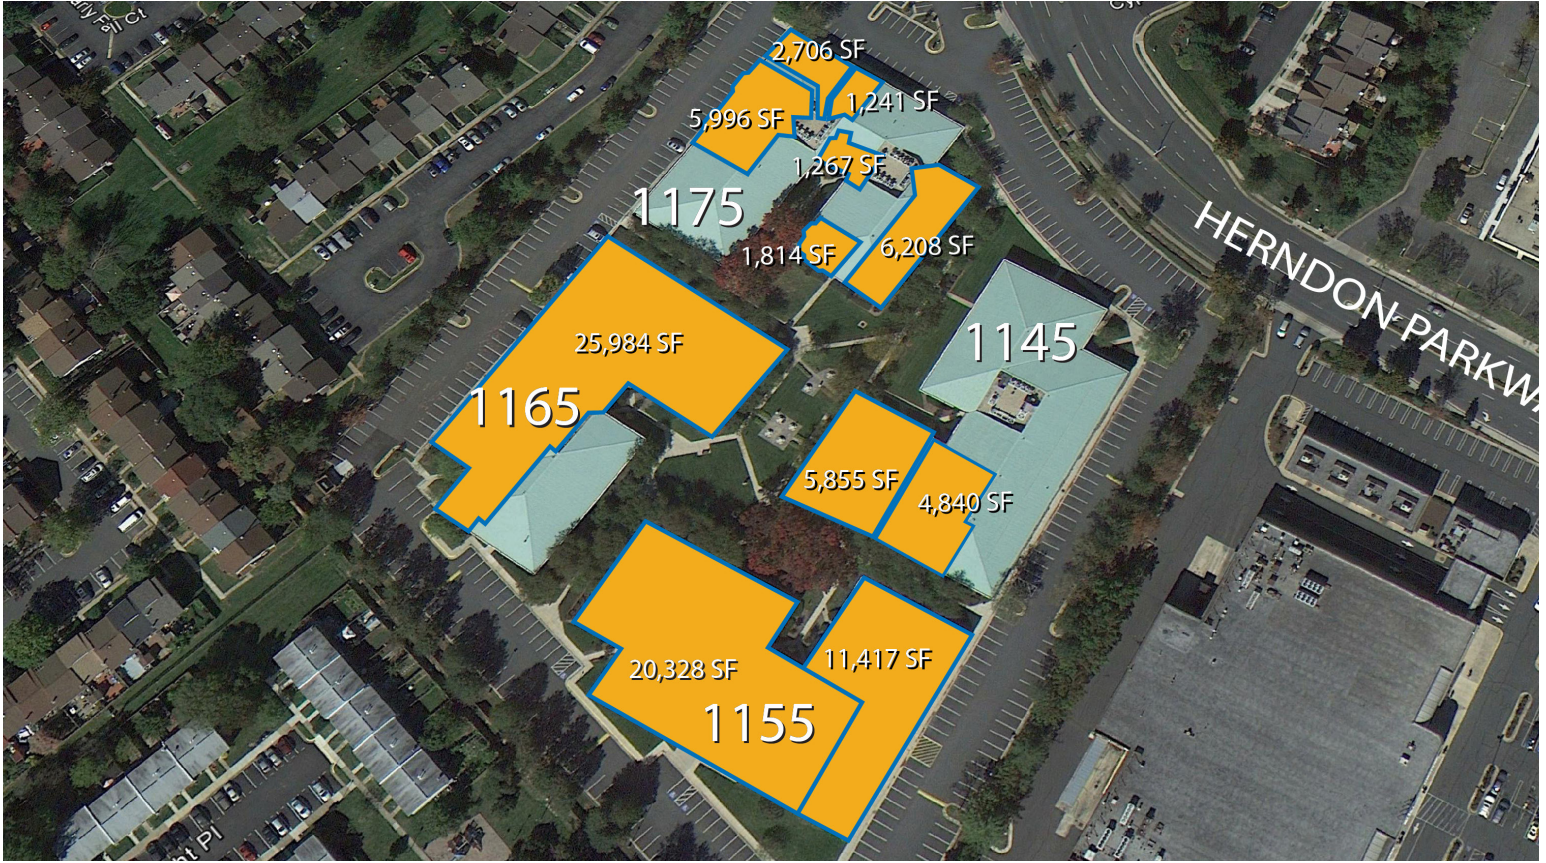 2,706 SF
1,241 SF
5,996 SF
1,267 SF
1175
1,814 SF
6,208 SF
HERNDON PARKWA
25,984 SF
1145
1165
5,855 SF
4,840 SF
20,328 SF
11,417 SF
1155
ht Pl